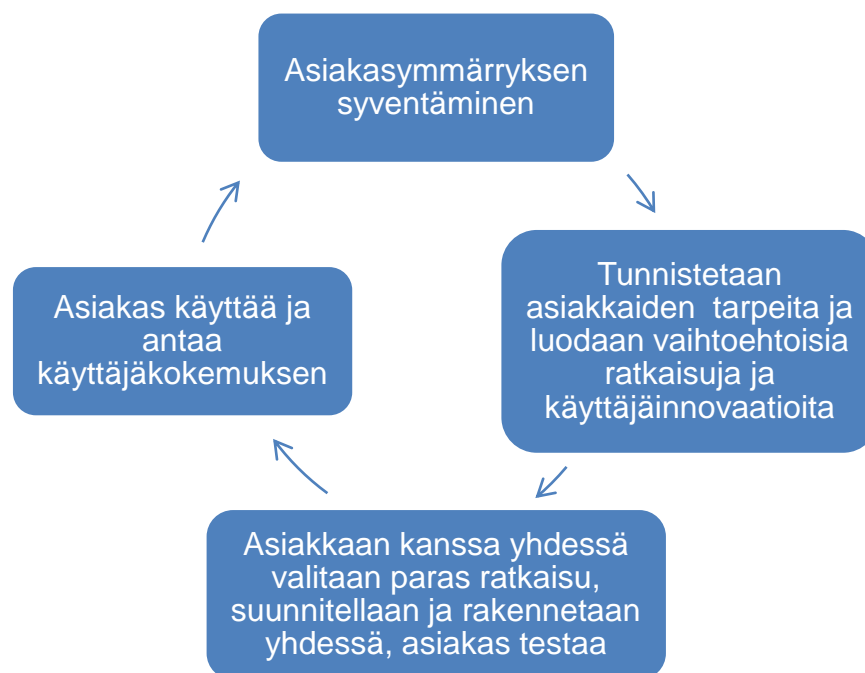 Asiakasymmärryksen
syventäminen
Tunnistetaan
asiakkaiden  tarpeita ja
luodaan vaihtoehtoisia
ratkaisuja ja
käyttäjäinnovaatioita
Asiakkaan kanssa yhdessä
valitaan paras ratkaisu,
suunnitellaan ja rakennetaan
yhdessä, asiakas testaa
Asiakas käyttää ja
antaa
käyttäjäkokemuksen